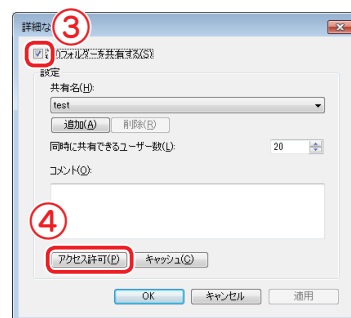 詳細な
③
フォルダーを共有する(S)
設定
共有名(H):
test
追加(A) 削除(R)
同時に共有できるユーザー数(L): 20
コメント(O):
④
アクセス許可(P) キャッシュ(C)
OK キャンセル 適用